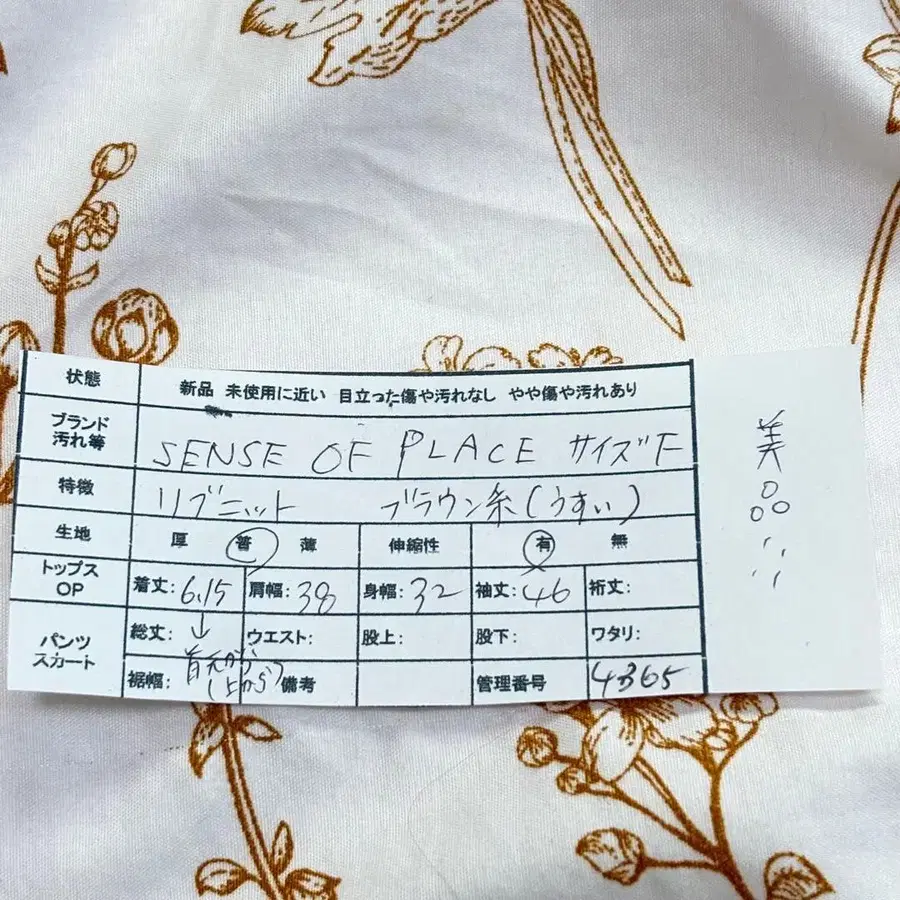 状態 新品 未使用に近い 目立った傷や汚れなし やや傷や汚れあり
ブランド
汚れ等 SENSE OF PLACE サイズF
特徴 リブニット ブラウン系(うすい)
生地 厚 普 薄 伸縮性 有 無
トップス
OP 着丈: 6.15 肩幅: 38 身幅: 32 袖丈: 46 裄丈:
パンツ
スカート 総丈: ↓ ウエスト: 股上: 股下: ワタリ:
裾幅: 首元から
(上から) 備考 管理番号 4365
美
品